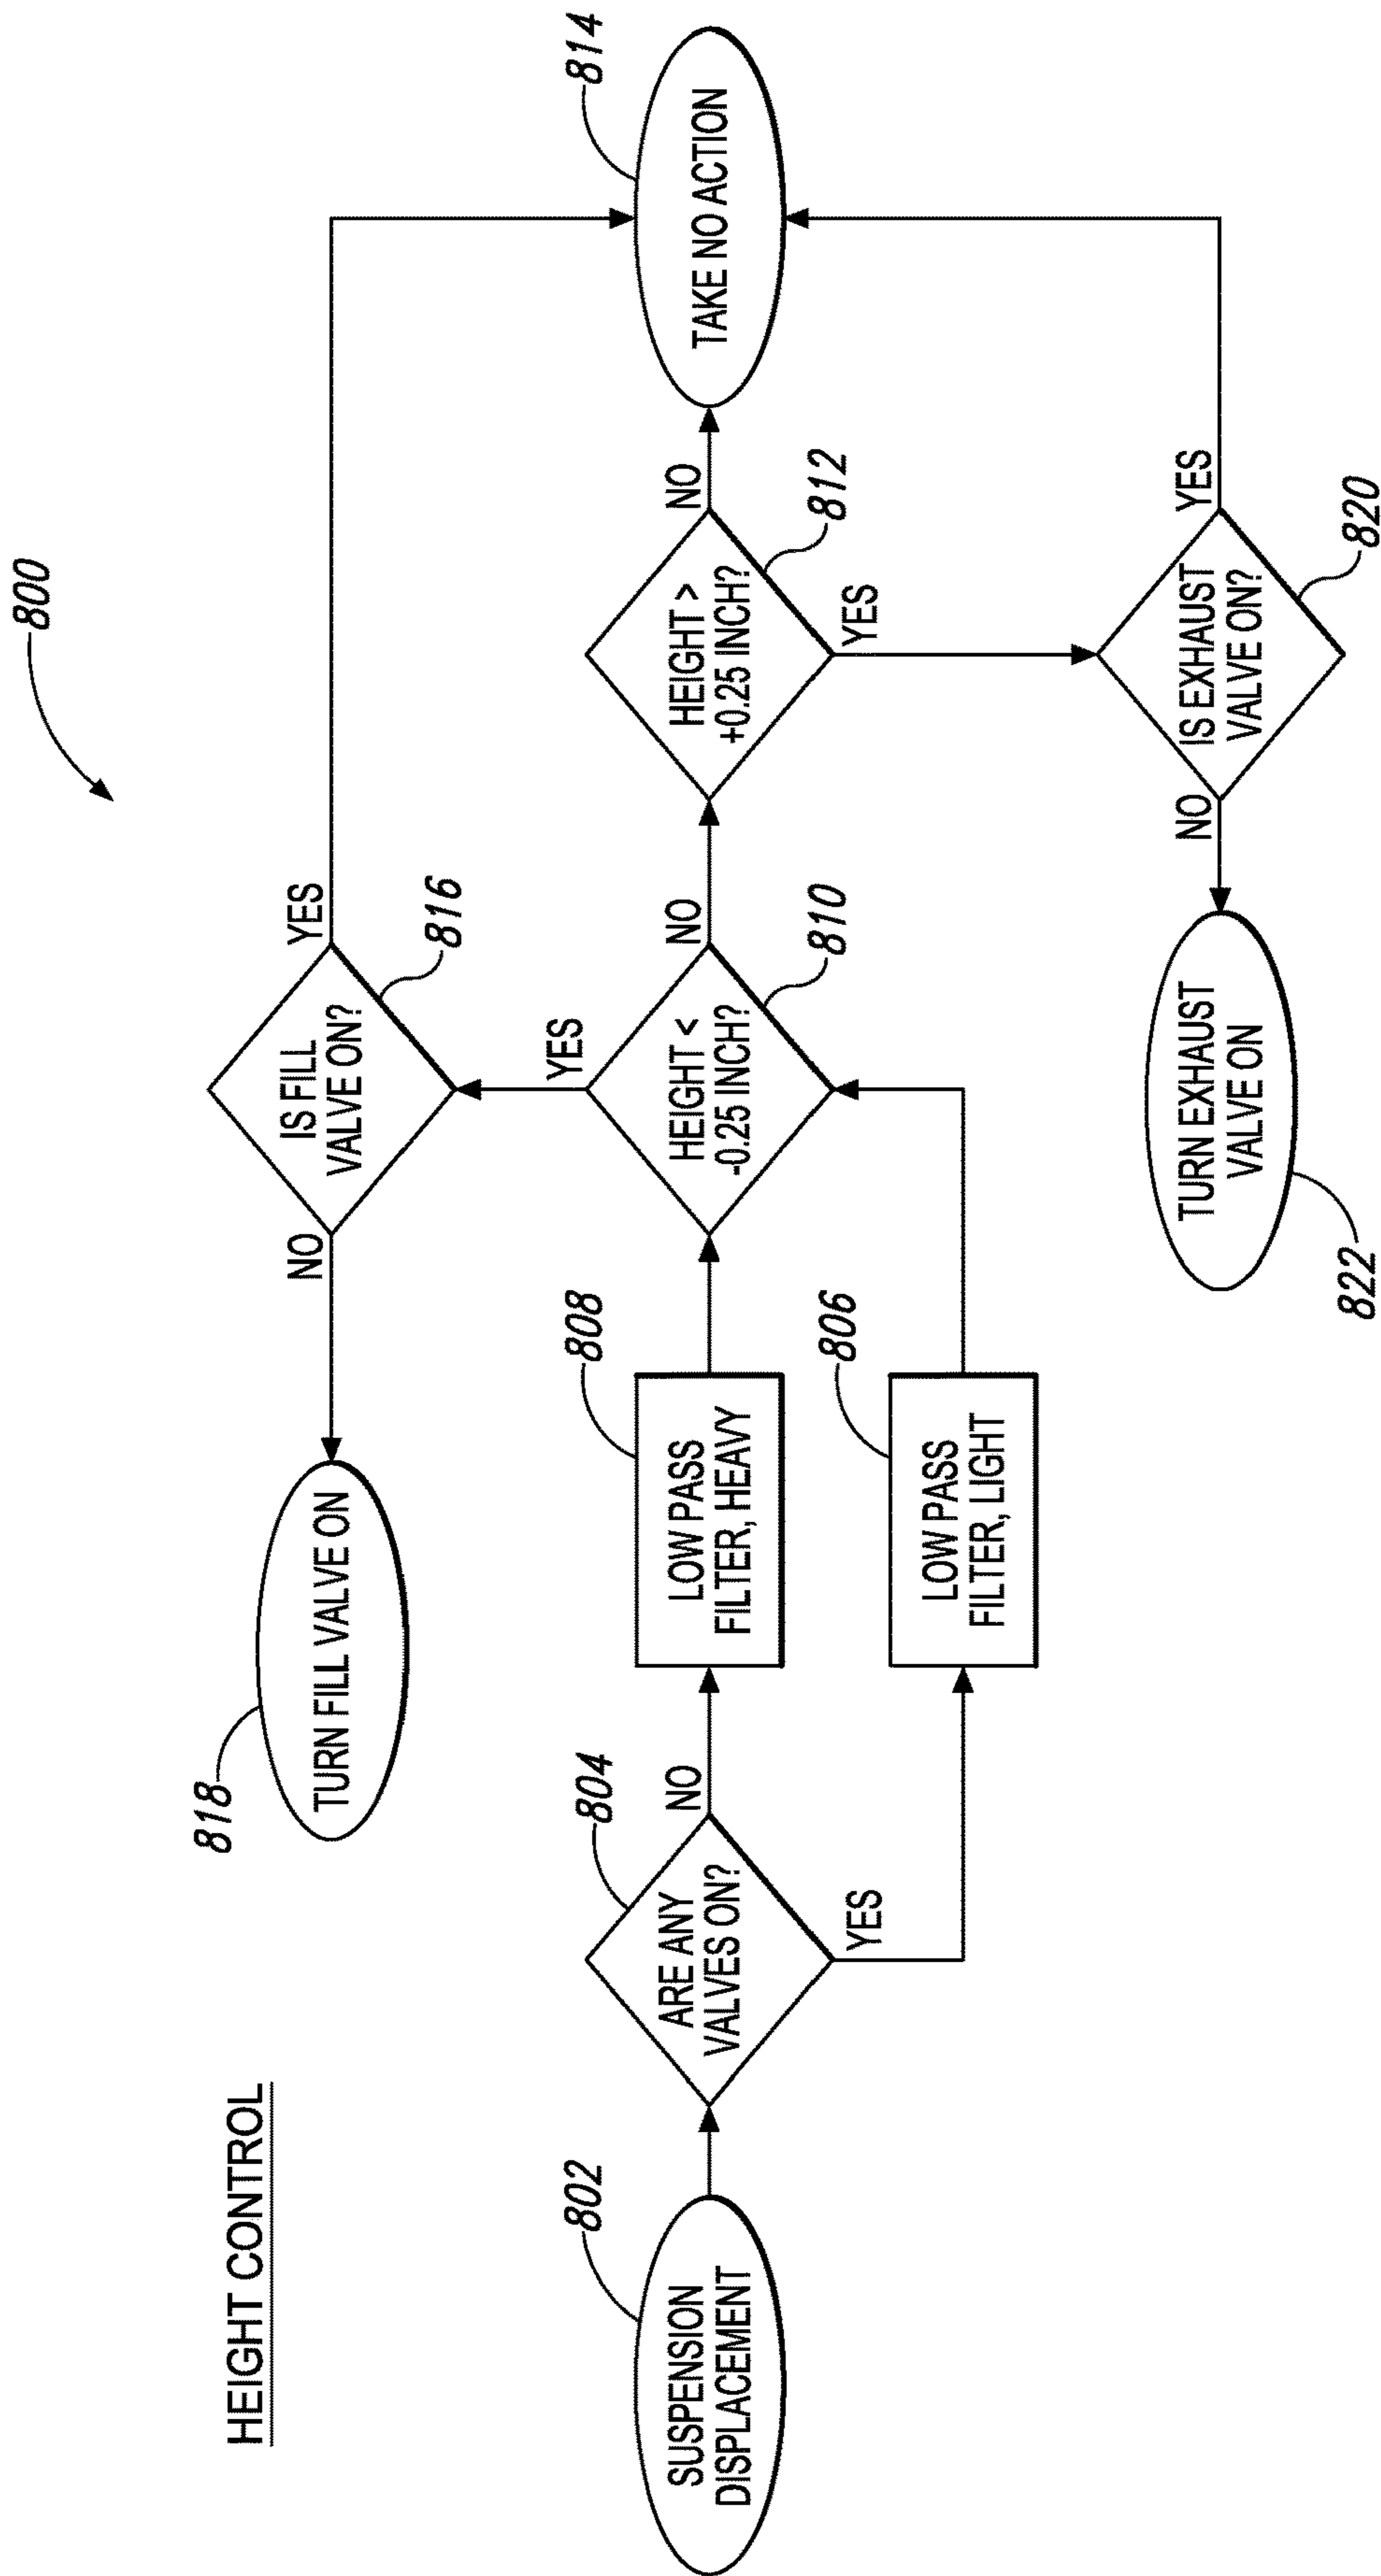 HEIGHT CONTROL
800
818
TURN FILL VALVE ON
NO
IS FILL
VALVE ON?
YES
816
802
SUSPENSION
DISPLACEMENT
804
ARE ANY
VALVES ON?
NO
YES
808
LOW PASS
FILTER, HEAVY
806
LOW PASS
FILTER, LIGHT
YES
HEIGHT <
-0.25 INCH?
NO
810
HEIGHT >
+0.25 INCH?
NO
812
YES
814
TAKE NO ACTION
822
TURN EXHAUST
VALVE ON
NO
IS EXHAUST
VALVE ON?
YES
820